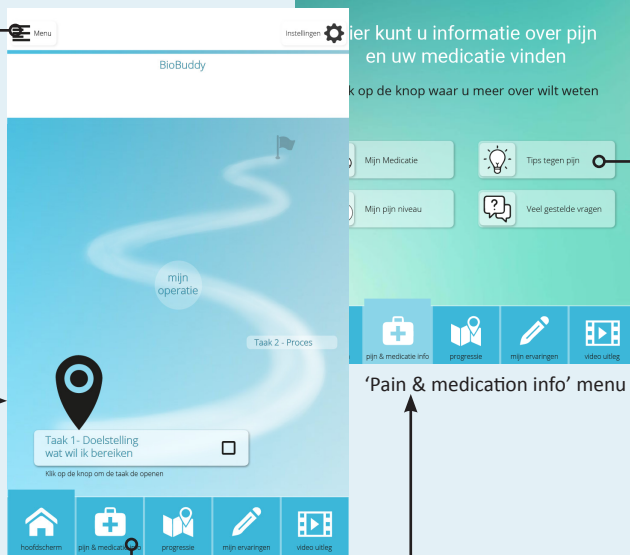 Menu
Instellingen
BioBuddy
mijn
operatie
Taak 2 - Proces
Taak 1- Doelstelling
wat wil ik bereiken
Klik op de knop om de taak de openen
hoofdscherm
pijn & medicatie info
progressie
mijn ervaringen
video uitleg
ier kunt u informatie over pijn
en uw medicatie vinden
k op de knop waar u meer over wilt weten
Mijn Medicatie
Tips tegen pijn
Mijn pijn niveau
Veel gestelde vragen
pijn & medicatie info
progressie
mijn ervaringen
video uitleg
'Pain & medication info' menu